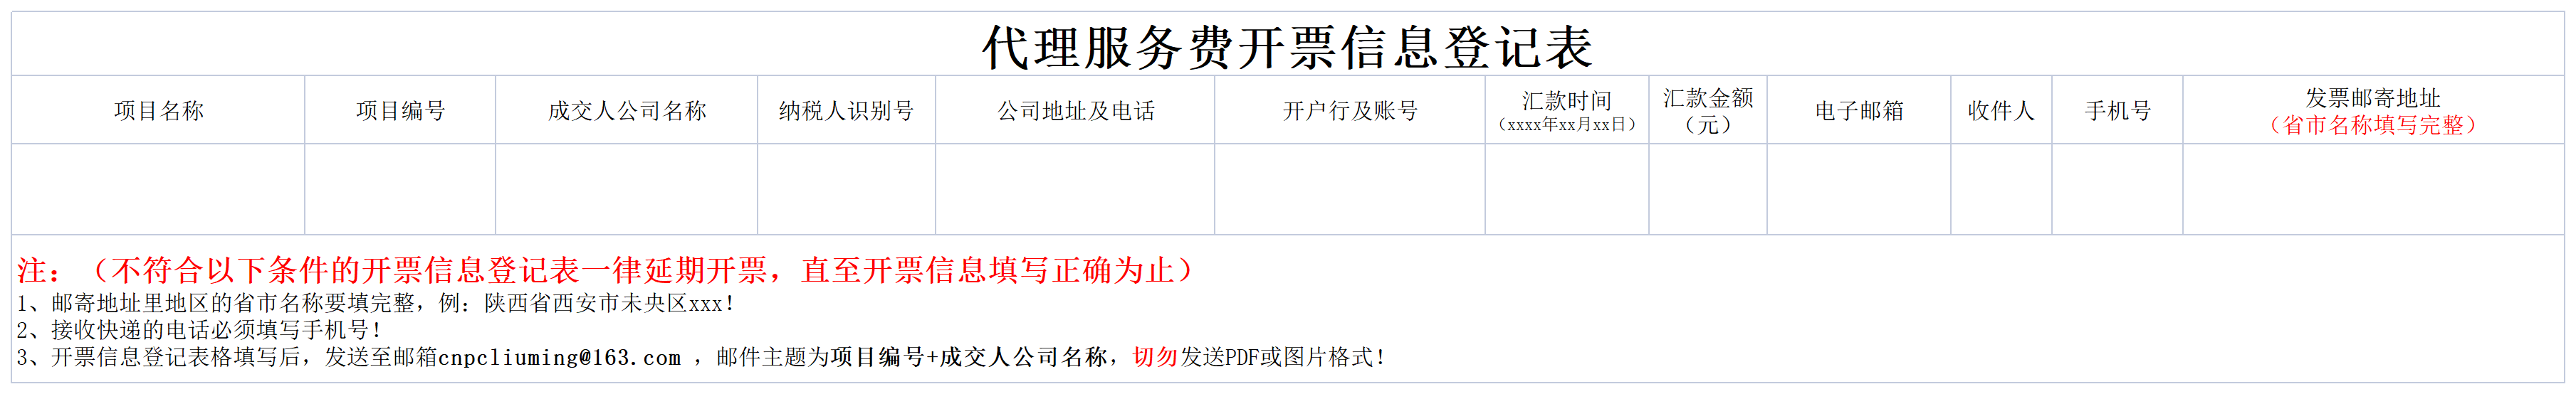 代理服务费开票信息登记表
项目名称
项目编号
成交人公司名称
纳税人识别号
公司地址及电话
开户行及账号
汇款时间
（xxxx年xx月xx日）
汇款金额
（元）
电子邮箱
收件人
手机号
发票邮寄地址
（省市名称填写完整）
注：（不符合以下条件的开票信息登记表一律延期开票，直至开票信息填写正确为止）
1、邮寄地址里地区的省市名称要填完整，例：陕西省西安市未央区xxx！
2、接收快递的电话必须填写手机号！
3、开票信息登记表格填写后，发送至邮箱cnpcliuming@163.com ，邮件主题为项目编号+成交人公司名称，切勿发送PDF或图片格式！